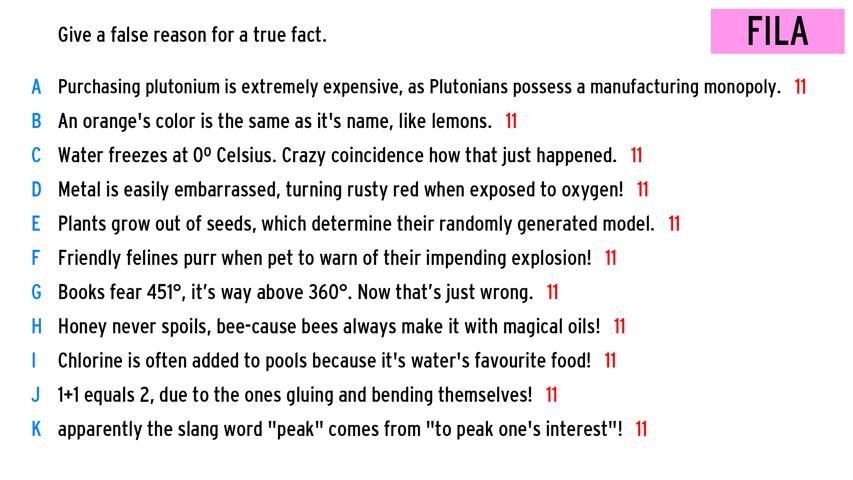 Give a false reason for a true fact.
FILA
A Purchasing plutonium is extremely expensive, as Plutonians possess a manufacturing monopoly. 11
B An orange's color is the same as it's name, like lemons. 11
C Water freezes at 0º Celsius. Crazy coincidence how that just happened. 11
D Metal is easily embarrassed, turning rusty red when exposed to oxygen! 11
E Plants grow out of seeds, which determine their randomly generated model. 11
F Friendly felines purr when pet to warn of their impending explosion! 11
G Books fear 451°, it’s way above 360°. Now that’s just wrong. 11
H Honey never spoils, bee-cause bees always make it with magical oils! 11
I Chlorine is often added to pools because it's water's favourite food! 11
J 1+1 equals 2, due to the ones gluing and bending themselves! 11
K apparently the slang word "peak" comes from "to peak one's interest"! 11